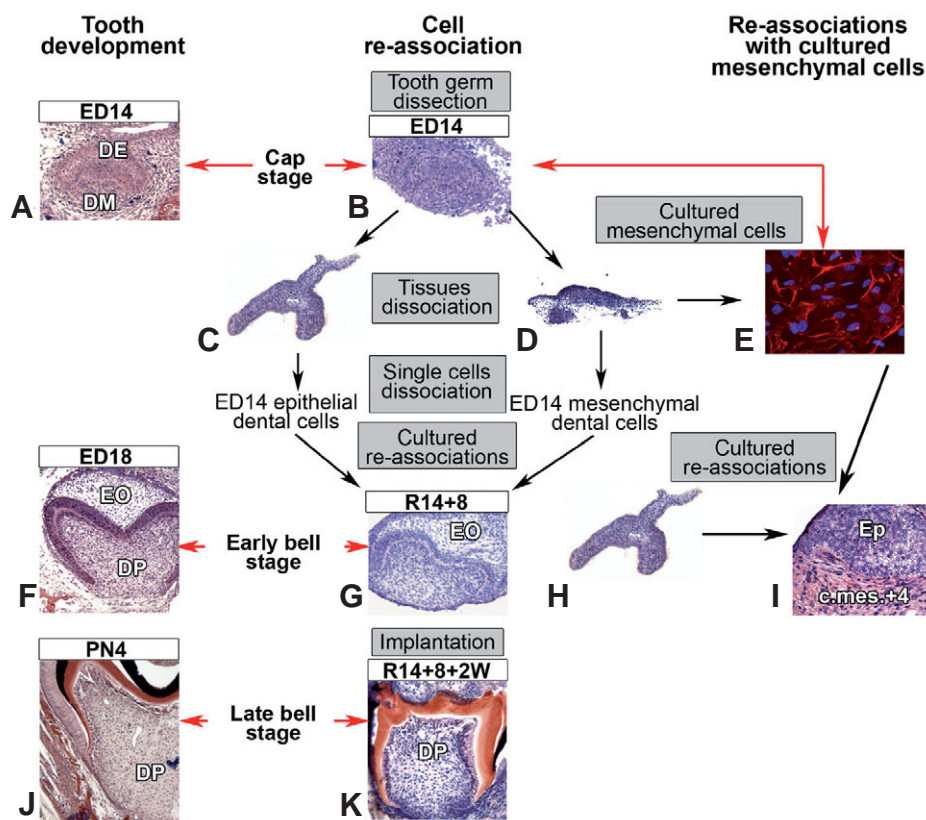 Tooth
development
Cell
re-association
Re-associations
with cultured
mesenchymal cells
Tooth germ
dissection
ED14
DE
DM
A
Cap
stage
ED14
B
Cultured
mesenchymal cells
C
Tissues
dissociation
D
E
Single cells
dissociation
ED14 epithelial
dental cells
ED14 mesenchymal
dental cells
Cultured
re-associations
Cultured
re-associations
ED18
EO
DP
F
Early bell
stage
R14+8
EO
G
H
Ep
c.mes.+4
I
PN4
DP
J
Late bell
stage
Implantation
R14+8+2W
DP
K